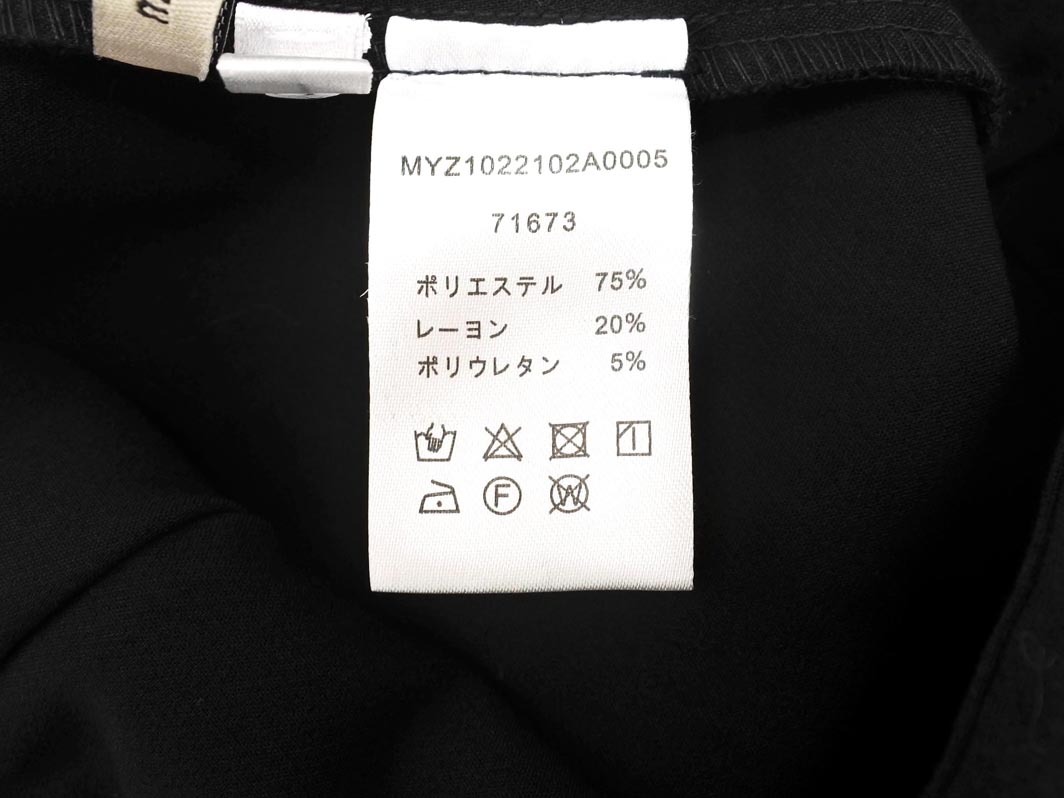 MYZ1022102A0005
71673
ポリエステル 75%
レーヨン 20%
ポリウレタン 5%
F W